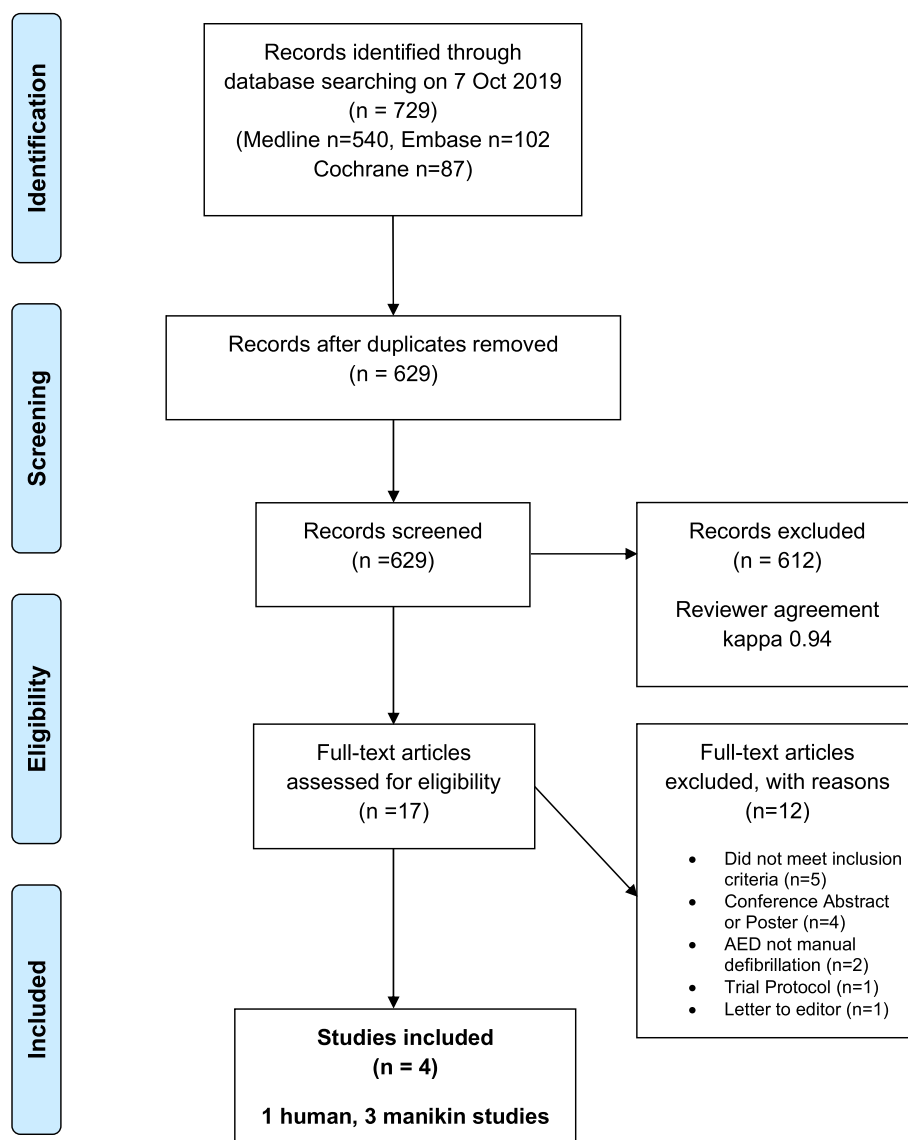 Identification
Records identified through
database searching on 7 Oct 2019
(n = 729)
(Medline n=540, Embase n=102
Cochrane n=87)
Screening
Records after duplicates removed
(n = 629)
Records screened
(n =629)
Records excluded
(n = 612)
Reviewer agreement
kappa 0.94
Eligibility
Full-text articles
assessed for eligibility
(n =17)
Full-text articles
excluded, with reasons
(n=12)
• Did not meet inclusion
criteria (n=5)
• Conference Abstract
or Poster (n=4)
• AED not manual
defibrillation (n=2)
• Trial Protocol (n=1)
• Letter to editor (n=1)
Included
Studies included
(n = 4)
1 human, 3 manikin studies